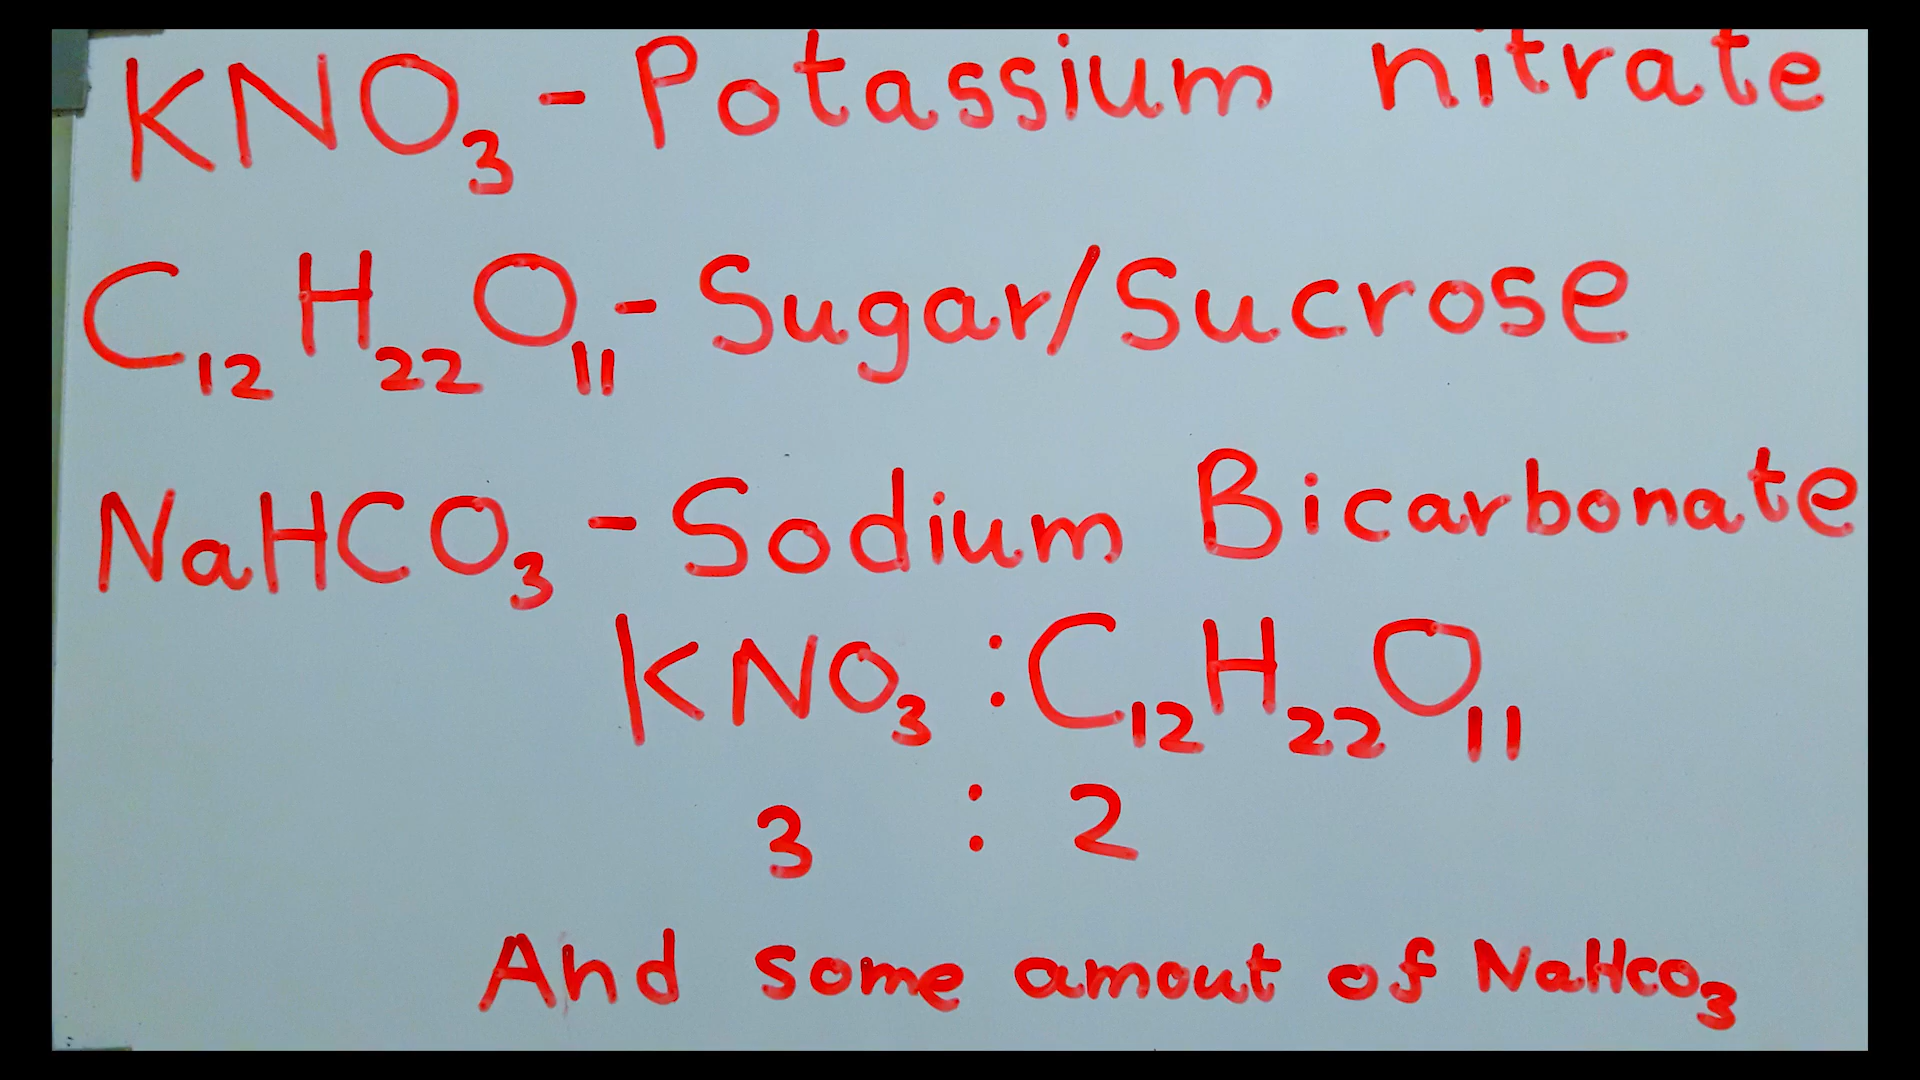 KNO₃ - Potassium nitrate
C₁₂H₂₂O₁₁ - Sugar/Sucrose
NaHCO₃ - Sodium Bicarbonate
KNO₃ : C₁₂H₂₂O₁₁
3 : 2
And some amout of NaHco₃